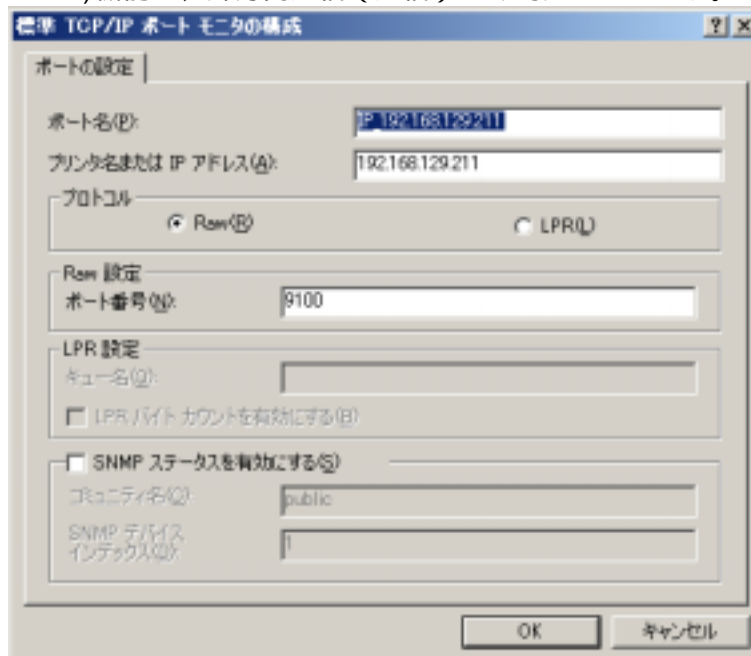 標準 TCP/IP ポート モニタの構成
ポートの設定
ポート名(P): IP_192.168.129.211
プリンタ名または IP アドレス(A): 192.168.129.211
プロトコル
Raw(R) LPR(L)
Raw 設定
ポート番号(N): 9100
LPR 設定
キュー名(Q):
LPR バイト カウントを有効にする(B)
SNMP ステータスを有効にする(S)
コミュニティ名(C): public
SNMP デバイス
インデックス(D): 1
OK キャンセル